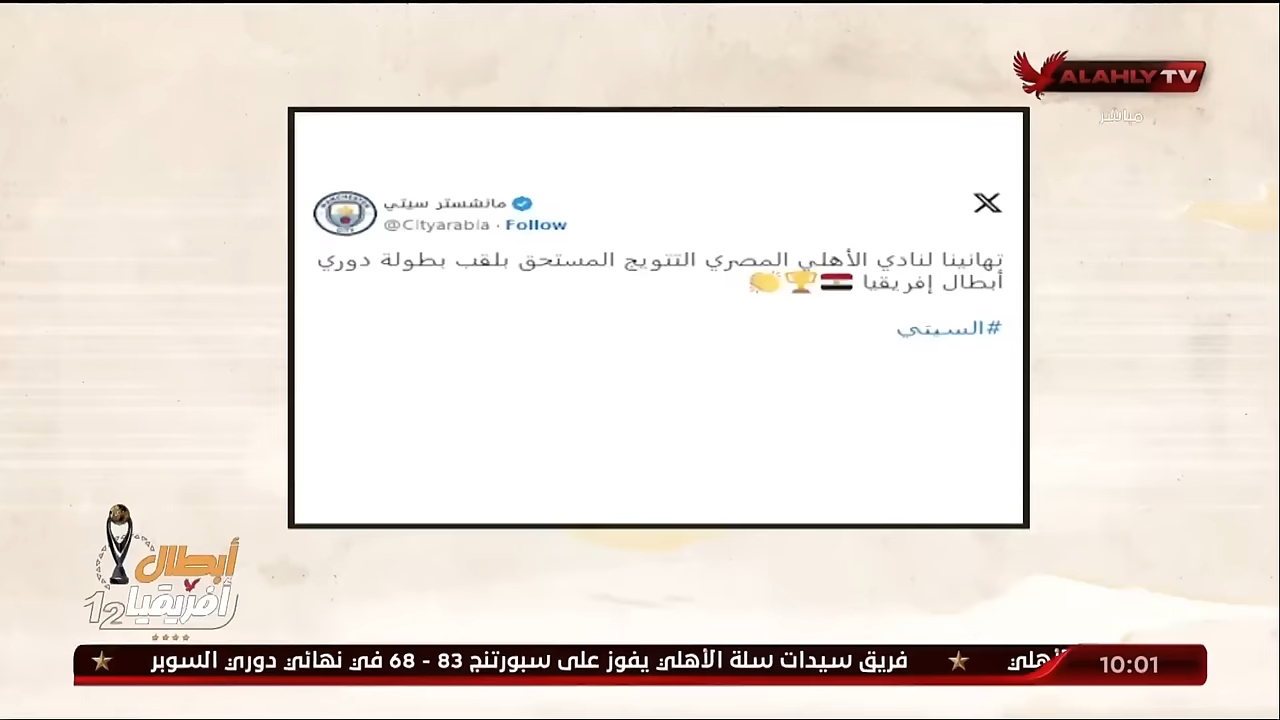 ALAHLY TV
مباشر
مانشستر سيتي
@Cityarabia · Follow
تهانينا لنادي الأهلي المصري التتويج المستحق بلقب بطولة دوري
أبطال إفريقيا 🇪🇬🏆👏
#السيتي
أبطال
أفريقيا 12
10:01
الأهلي ★ فريق سيدات سلة الأهلي يفوز على سبورتنج 83 - 68 في نهائي دوري السوبر ★